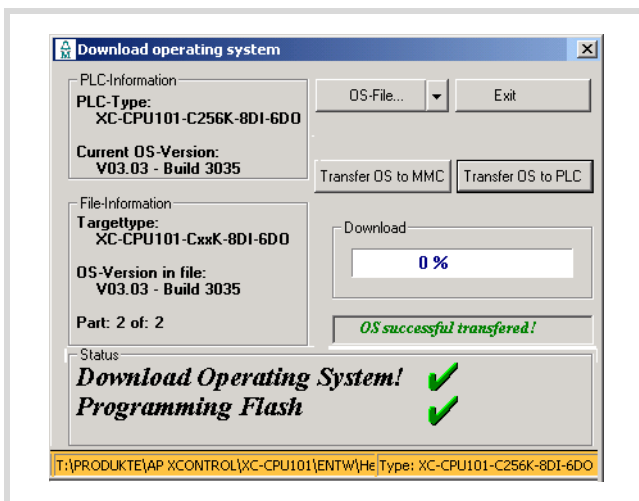 Download operating system
PLC-Information
PLC-Type:
XC-CPU101-C256K-8DI-6DO
Current OS-Version:
V03.03 - Build 3035
OS-File...
Exit
Transfer OS to MMC
Transfer OS to PLC
File-Information
Targettype:
XC-CPU101-CxxK-8DI-6DO
OS-Version in file:
V03.03 - Build 3035
Part: 2 of: 2
Download
0 %
OS successful transfered!
Status
Download Operating System!
Programming Flash
T:\PRODUKTE\AP XCONTROL\XC-CPU101\ENTW\He
Type: XC-CPU101-C256K-8DI-6DO